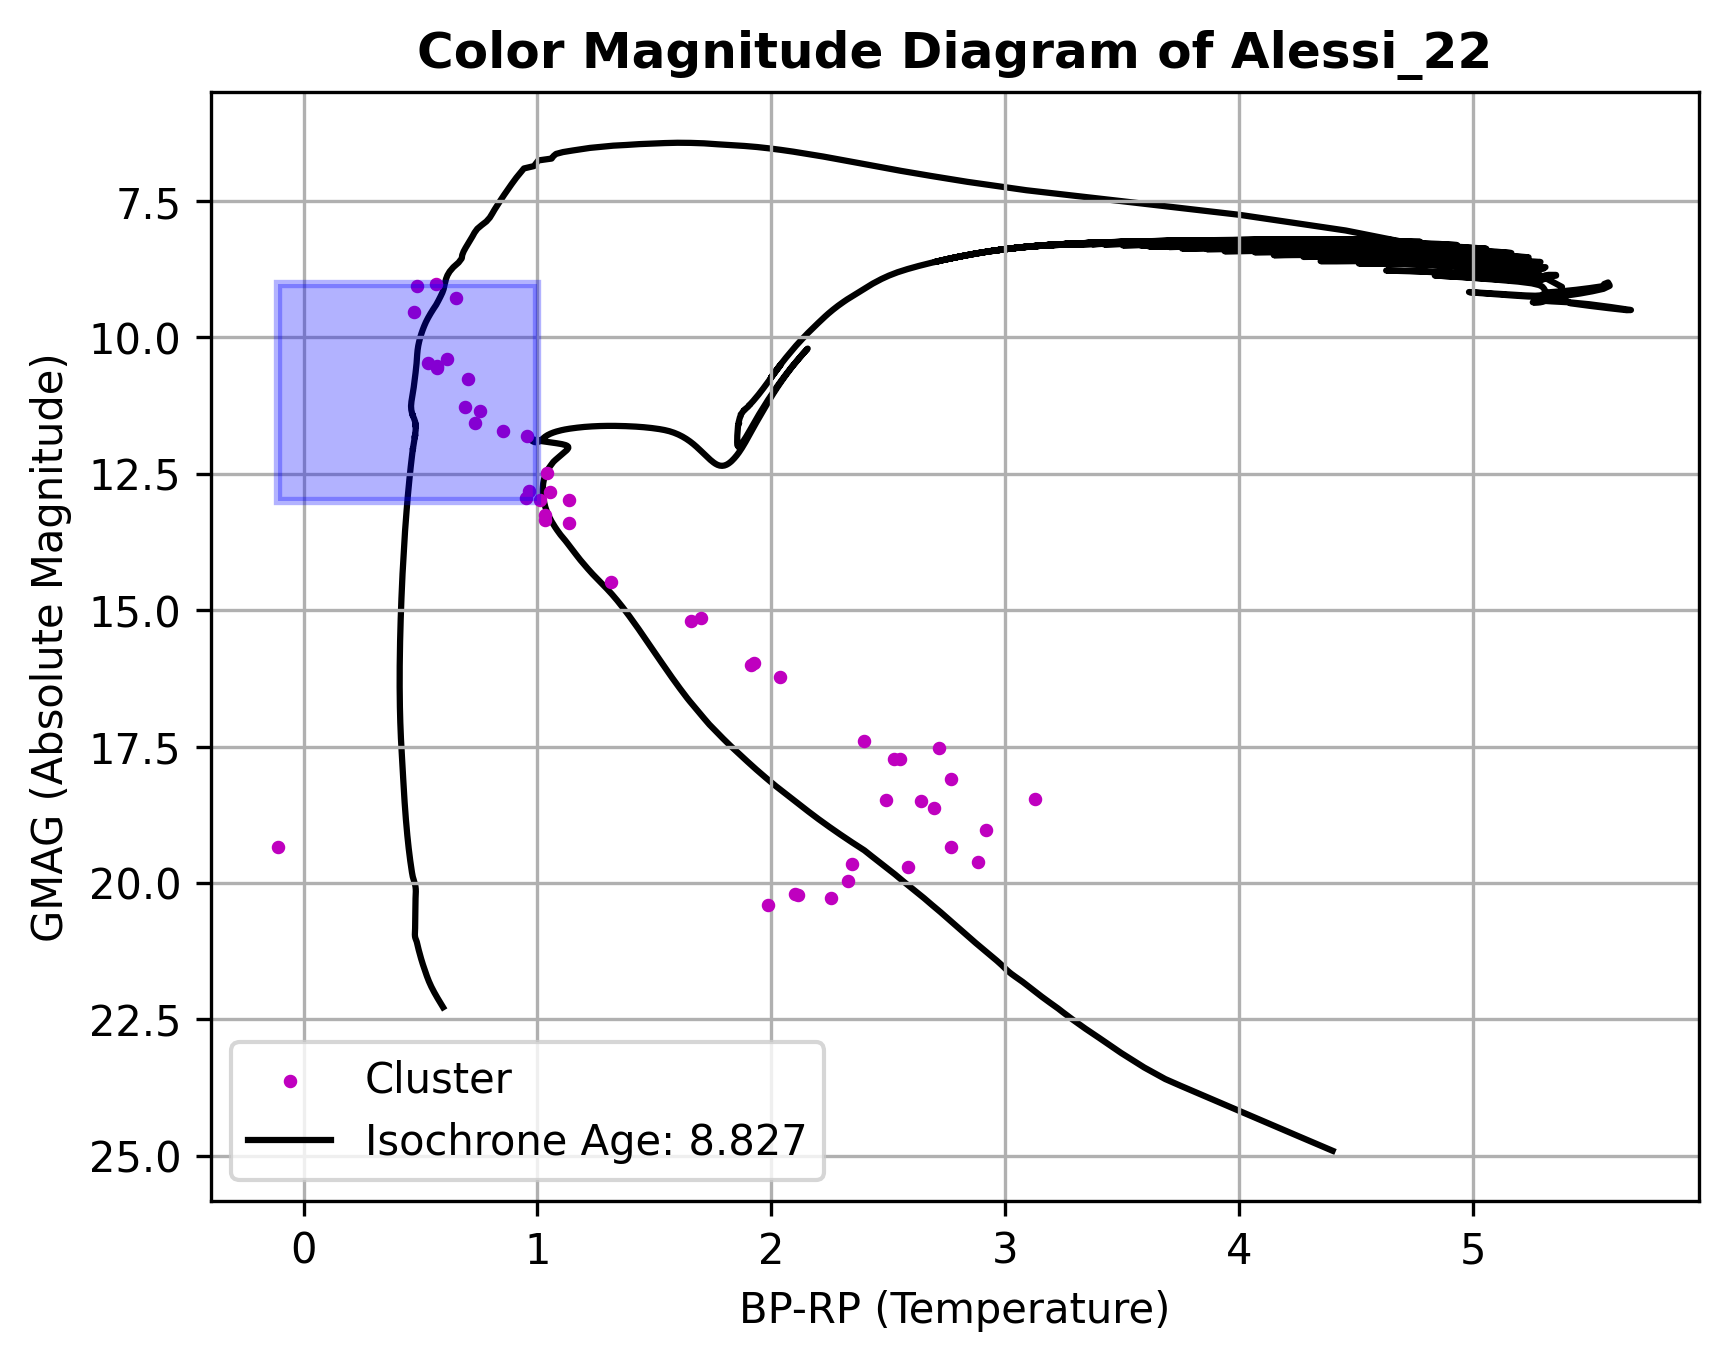 Color Magnitude Diagram of Alessi_22
GMAG (Absolute Magnitude)
7.5
10.0
12.5
15.0
17.5
20.0
22.5
25.0
Cluster
Isochrone Age: 8.827
0 1 2 3 4 5
BP-RP (Temperature)